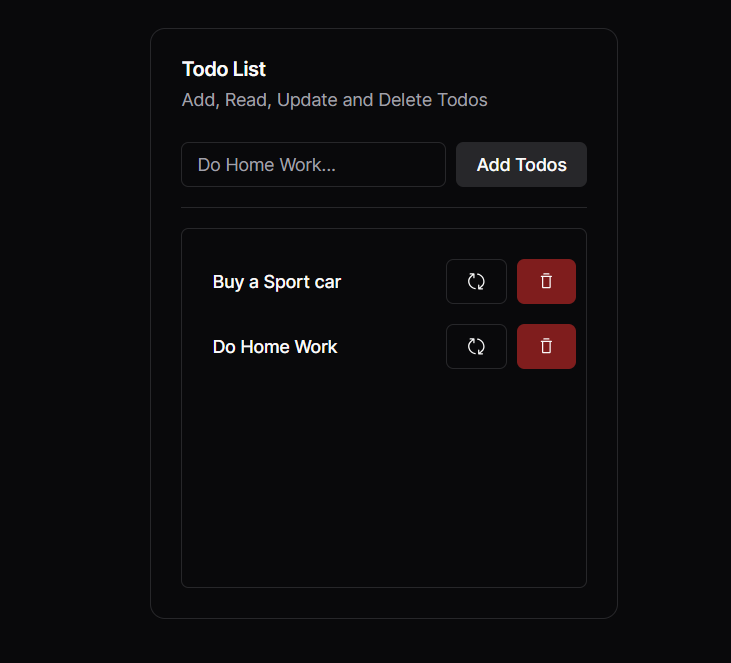 Todo List
Add, Read, Update and Delete Todos
Do Home Work...
Add Todos
Buy a Sport car
Do Home Work